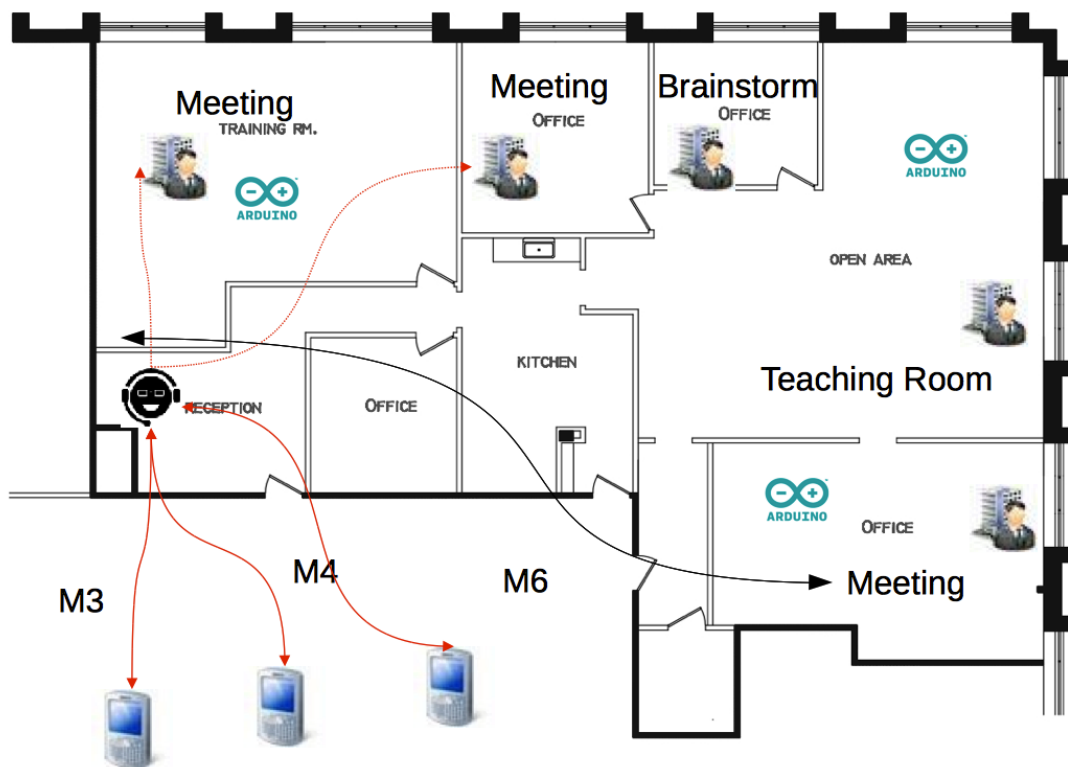 Meeting
TRAINING RM.
ARDUINO
Meeting
OFFICE
Brainstorm
OFFICE
ARDUINO
OPEN AREA
Teaching Room
KITCHEN
RECEPTION
OFFICE
ARDUINO
OFFICE
Meeting
M3
M4
M6